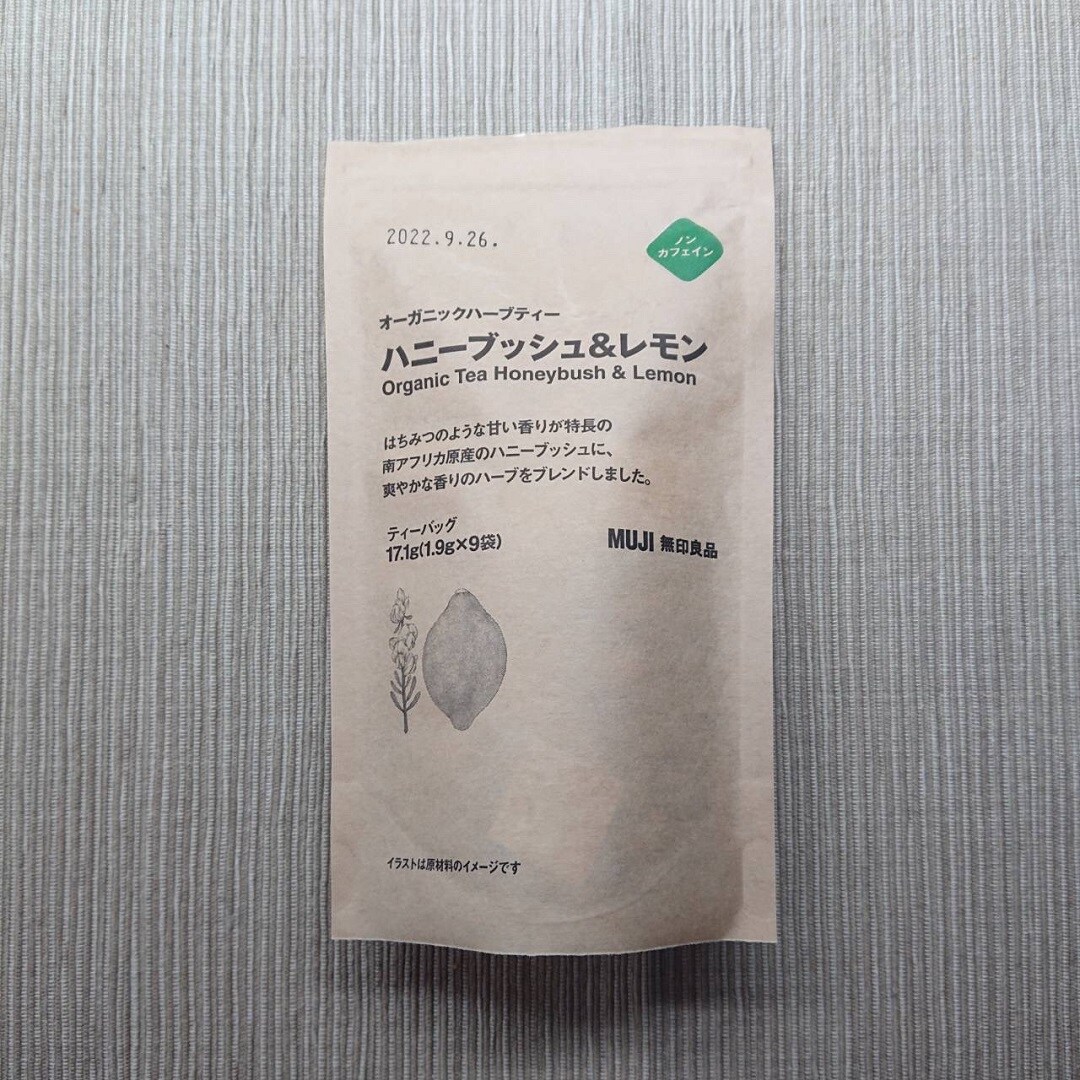 2022.9.26.
ノン
カフェイン
オーガニックハーブティー
ハニーブッシュ&レモン
Organic Tea Honeybush & Lemon
はちみつのような甘い香りが特長の
南アフリカ原産のハニーブッシュに、
爽やかな香りのハーブをブレンドしました。
ティーバッグ
17.1g(1.9g×9袋)
MUJI 無印良品
イラストは原材料のイメージです